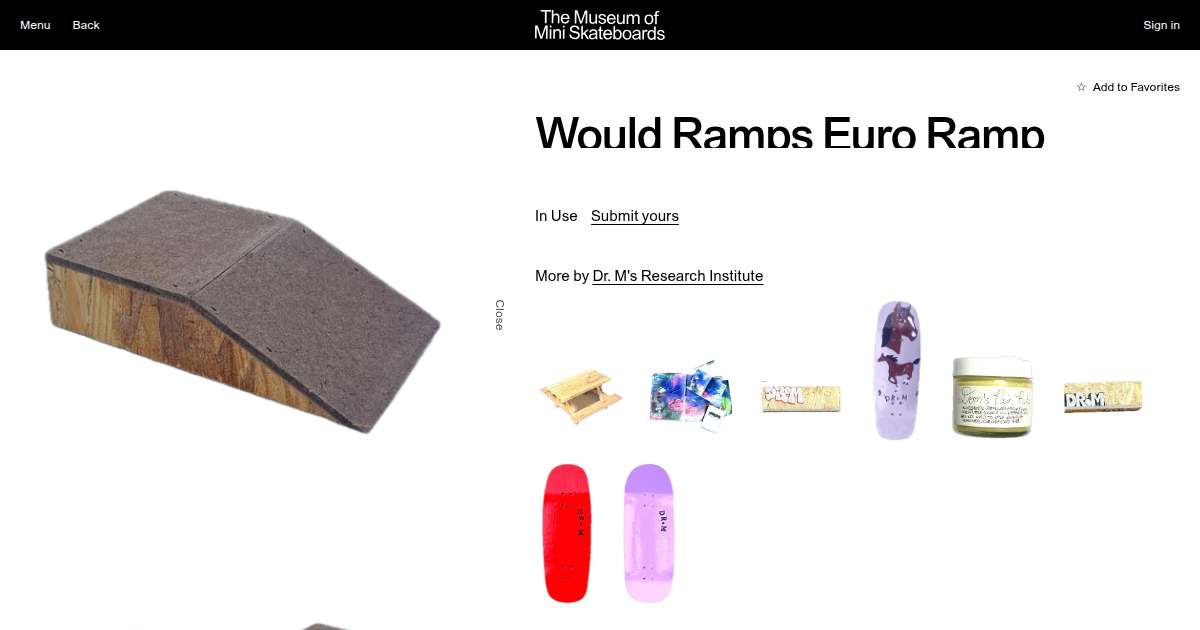 Menu
Back
The Museum of
Mini Skateboards
Sign in
☆ Add to Favorites
Would Ramps Euro Ramp
In Use
Submit yours
More by Dr. M's Research Institute
Close
DR•M
DR•M
DR•M
DR•M